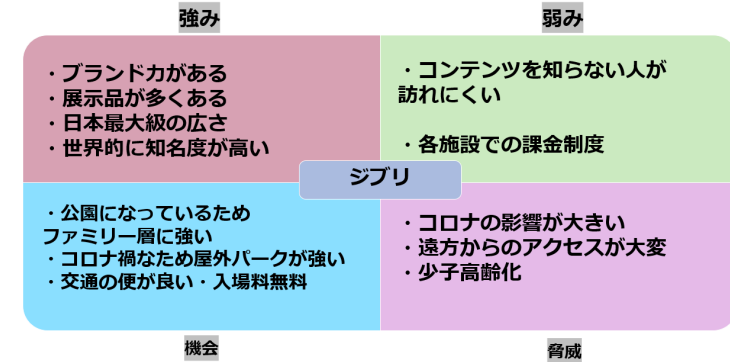 強み
弱み
・ブランド力がある
・展示品が多くある
・日本最大級の広さ
・世界的に知名度が高い
・コンテンツを知らない人が
訪れにくい
・各施設での課金制度
ジブリ
・公園になっているため
ファミリー層に強い
・コロナ禍なため屋外パークが強い
・交通の便が良い・入場料無料
・コロナの影響が大きい
・遠方からのアクセスが大変
・少子高齢化
機会
脅威